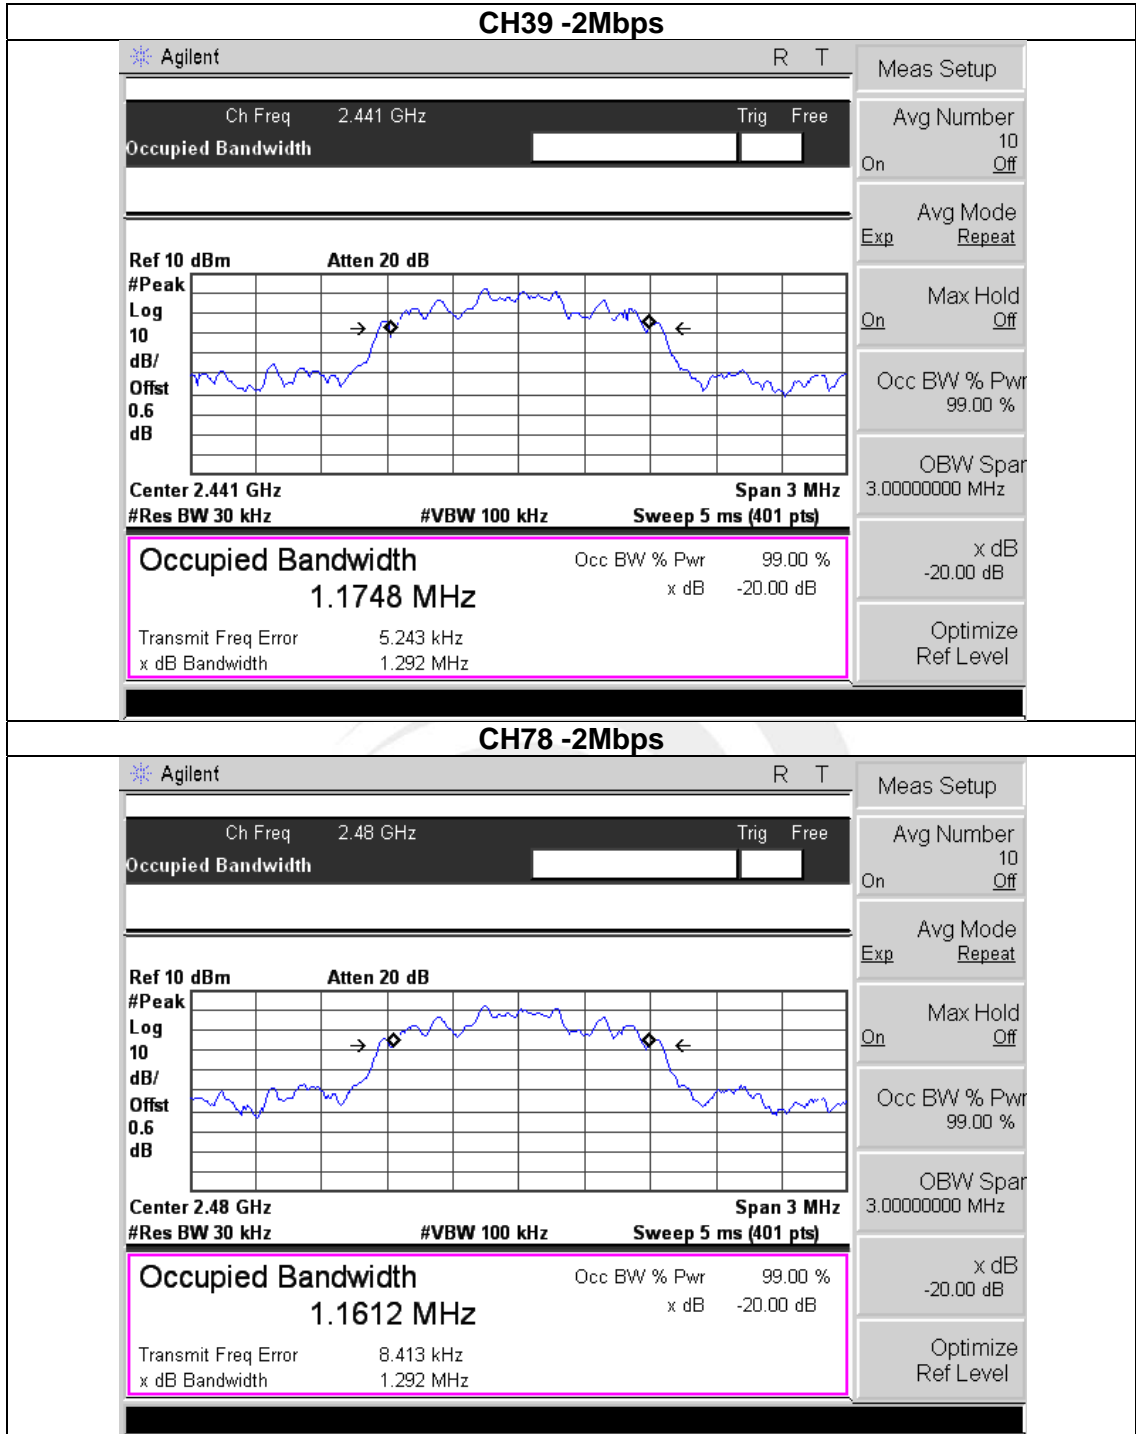 CH39 -2Mbps
Agilent R T
Meas Setup
Ch Freq 2.441 GHz Trig Free
Occupied Bandwidth
Avg Number
10
On Off
Avg Mode
Exp Repeat
Ref 10 dBm Atten 20 dB
#Peak
Log
10
dB/
Offst
0.6
dB
Max Hold
On Off
Occ BW % Pwr
99.00 %
Center 2.441 GHz Span 3 MHz
#Res BW 30 kHz #VBW 100 kHz Sweep 5 ms (401 pts)
OBW Span
3.00000000 MHz
Occupied Bandwidth Occ BW % Pwr 99.00 %
1.1748 MHz x dB -20.00 dB
Transmit Freq Error 5.243 kHz
x dB Bandwidth 1.292 MHz
x dB
-20.00 dB
Optimize
Ref Level
CH78 -2Mbps
Agilent R T
Meas Setup
Ch Freq 2.48 GHz Trig Free
Occupied Bandwidth
Avg Number
10
On Off
Avg Mode
Exp Repeat
Ref 10 dBm Atten 20 dB
#Peak
Log
10
dB/
Offst
0.6
dB
Max Hold
On Off
Occ BW % Pwr
99.00 %
Center 2.48 GHz Span 3 MHz
#Res BW 30 kHz #VBW 100 kHz Sweep 5 ms (401 pts)
OBW Span
3.00000000 MHz
Occupied Bandwidth Occ BW % Pwr 99.00 %
1.1612 MHz x dB -20.00 dB
Transmit Freq Error 8.413 kHz
x dB Bandwidth 1.292 MHz
x dB
-20.00 dB
Optimize
Ref Level